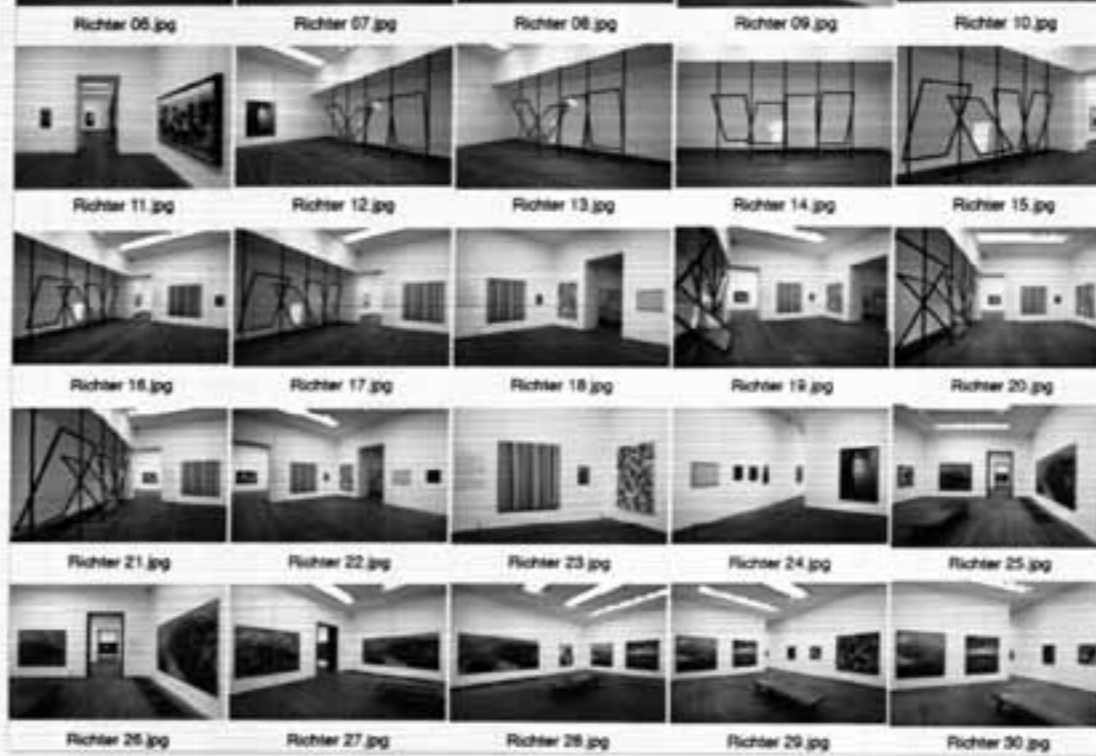 Richter 06.jpg Richter 07.jpg Richter 08.jpg Richter 09.jpg Richter 10.jpg
Richter 11.jpg Richter 12.jpg Richter 13.jpg Richter 14.jpg Richter 15.jpg
Richter 16.jpg Richter 17.jpg Richter 18.jpg Richter 19.jpg Richter 20.jpg
Richter 21.jpg Richter 22.jpg Richter 23.jpg Richter 24.jpg Richter 25.jpg
Richter 26.jpg Richter 27.jpg Richter 28.jpg Richter 29.jpg Richter 30.jpg